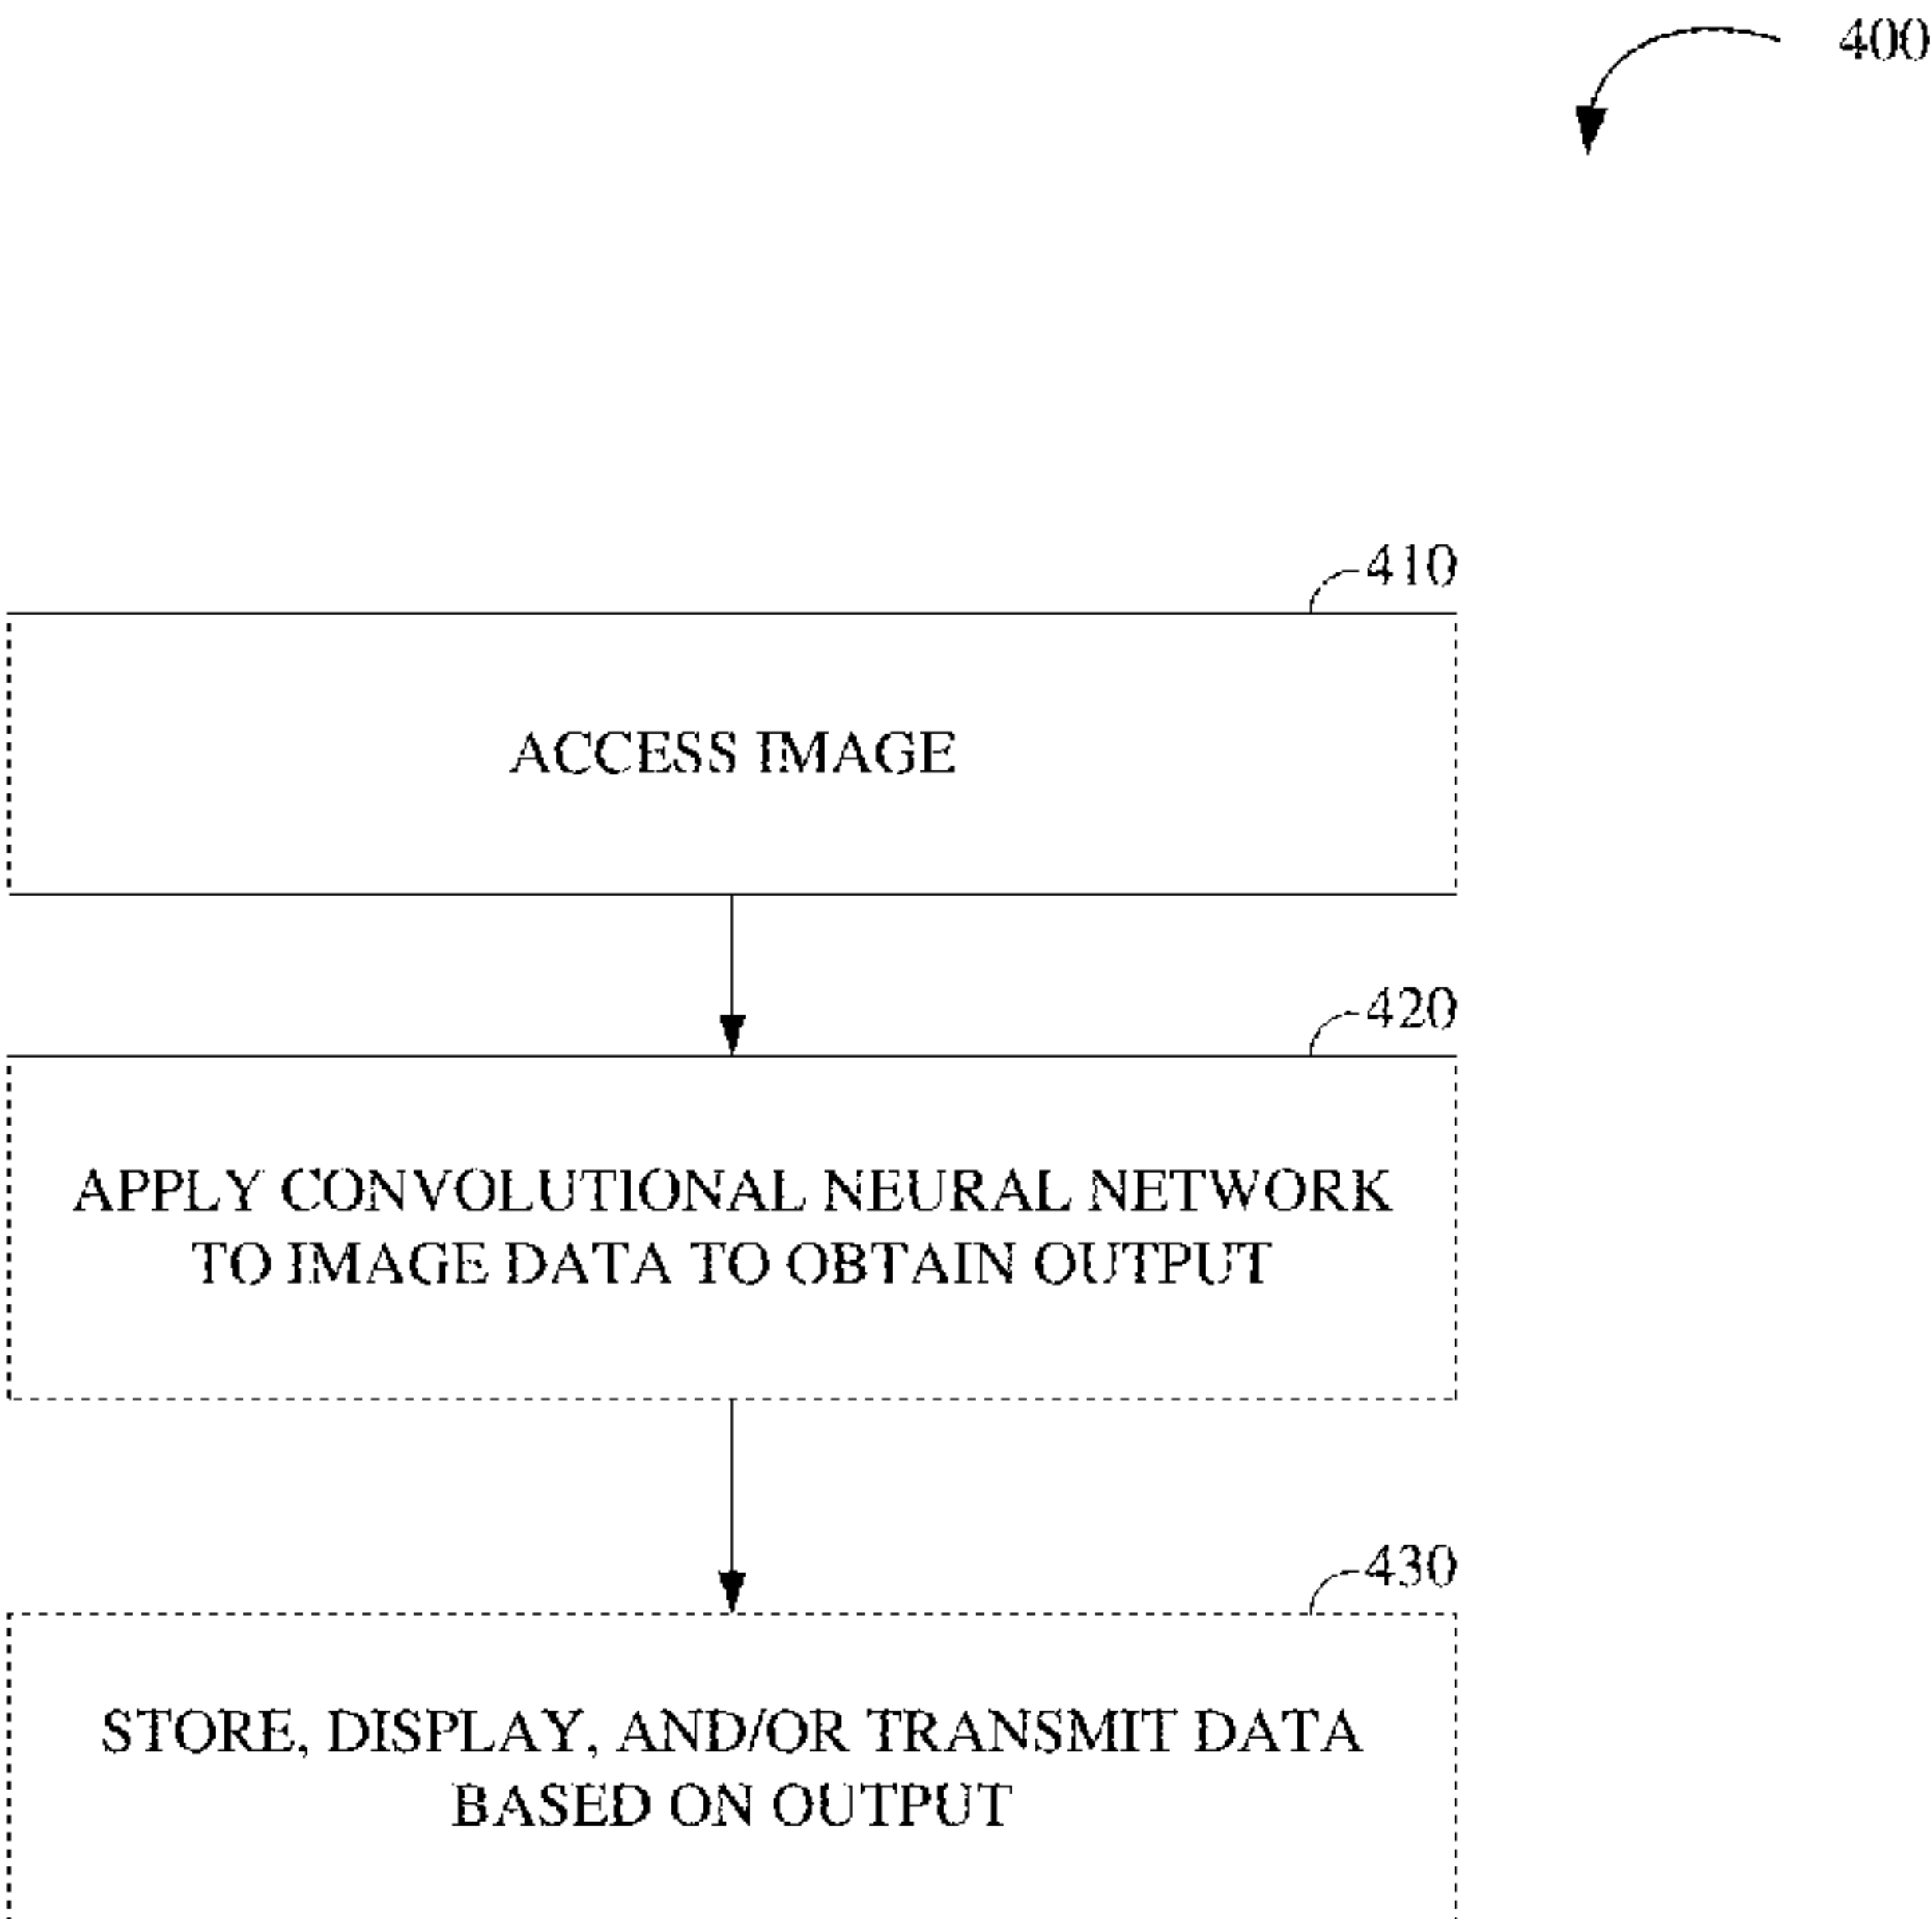 400
410
ACCESS IMAGE
420
APPLY CONVOLUTIONAL NEURAL NETWORK
TO IMAGE DATA TO OBTAIN OUTPUT
430
STORE, DISPLAY, AND/OR TRANSMIT DATA
BASED ON OUTPUT